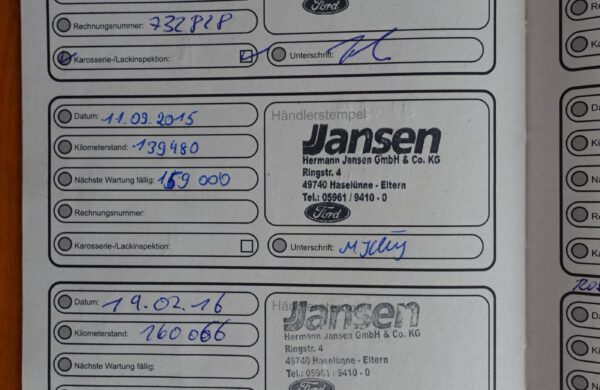 Ford
Rechnungsnummer: 732828
Karosserie-/Lackinspektion:
Unterschrift:
Datum: 11.09.2015
Händlerstempel
Jansen
Kilometerstand: 139480
Hermann Jansen GmbH & Co. KG
Ringstr. 4
Nächste Wartung fällig: 159 000
49740 Haselünne - Eltern
Tel.: 05961 / 9410 - 0
Rechnungsnummer:
Ford
Karosserie-/Lackinspektion:
Unterschrift:
Datum: 19.02.16
Jansen
Kilometerstand: 160066
Hermann Jansen GmbH & Co. KG
Ringstr. 4
Nächste Wartung fällig:
49740 Haselünne - Eltern
Tel.: 05961 / 9410 - 0
Ford